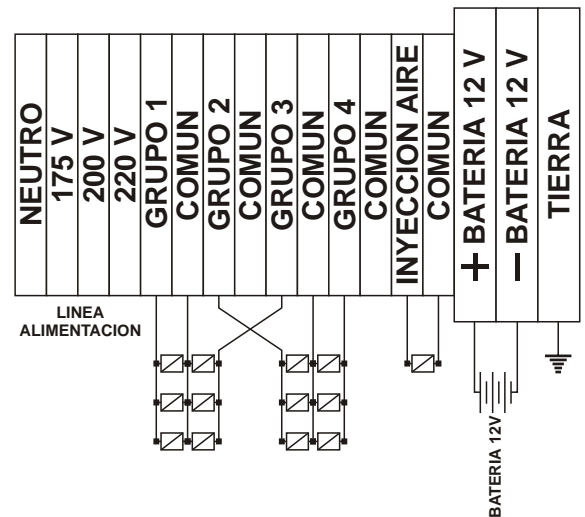 NEUTRO
175 V
200 V
220 V
GRUPO 1
COMUN
GRUPO 2
COMUN
GRUPO 3
COMUN
GRUPO 4
COMUN
INYECCION AIRE
COMUN
+ BATERIA 12 V
- BATERIA 12 V
TIERRA
LINEA
ALIMENTACION
BATERIA 12V